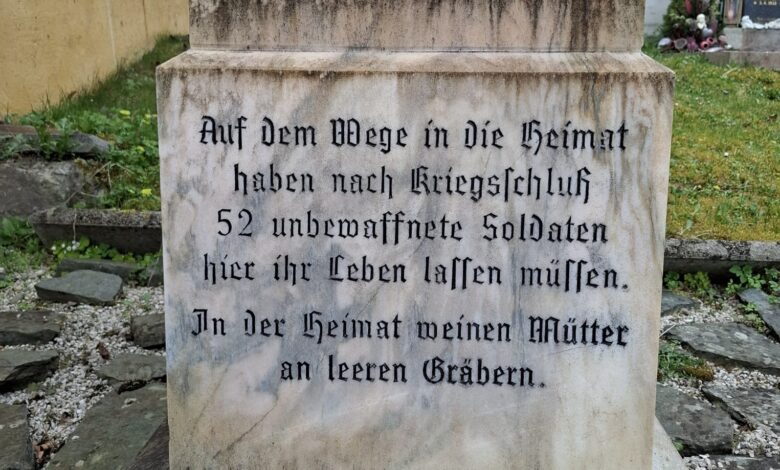 Auf dem Wege in die Heimat
haben nach Kriegsſchluß
52 unbewaffnete Soldaten
hier ihr Leben laſſen müſſen.
In der Heimat weinen Mütter
an leeren Gräbern.